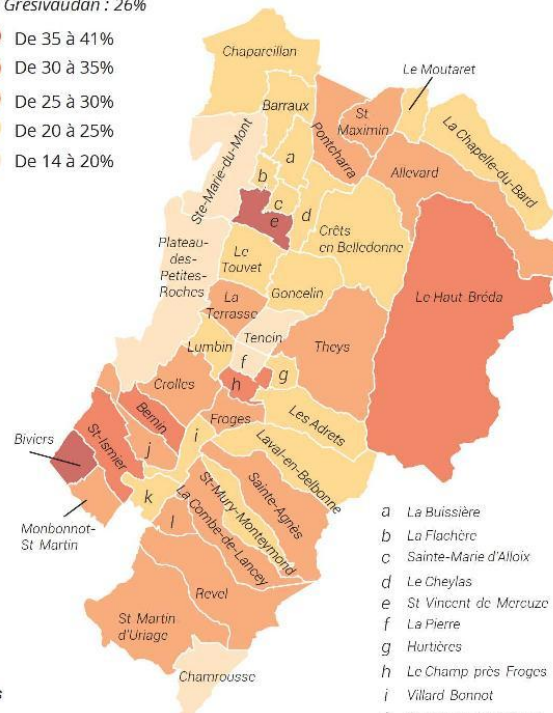 Grésivaudan : 26%
De 35 à 41%
De 30 à 35%
De 25 à 30%
De 20 à 25%
De 14 à 20%
Chapareillan
Le Moutaret
Barraux
St
Maximin
Pontcharra
La Chapelle-du-Bard
Ste-Marie-du-Mont
a
Allevard
b
c
d
e
Crêts
en Belledonne
Plateau-
des-
Petites-
Roches
Le
Touvet
Goncelin
Le Haut Bréda
La
Terrasse
Tencin
Lumbin
Theys
f
g
h
Crolles
Bernin
Froges
Les Adrets
St-Ismier
i
j
Biviers
Laval-en-Belbonne
k
St-Mury-Monteymond
Sainte-Agnès
La Combe-de-Lancey
l
Monbonnot-
St Martin
Revel
St Martin
d'Uriage
Chamrousse
a La Buissière
b La Flachère
c Sainte-Marie d'Alloix
d Le Cheylas
e St Vincent de Mercuze
f La Pierre
g Hurtières
h Le Champ près Froges
i Villard Bonnot